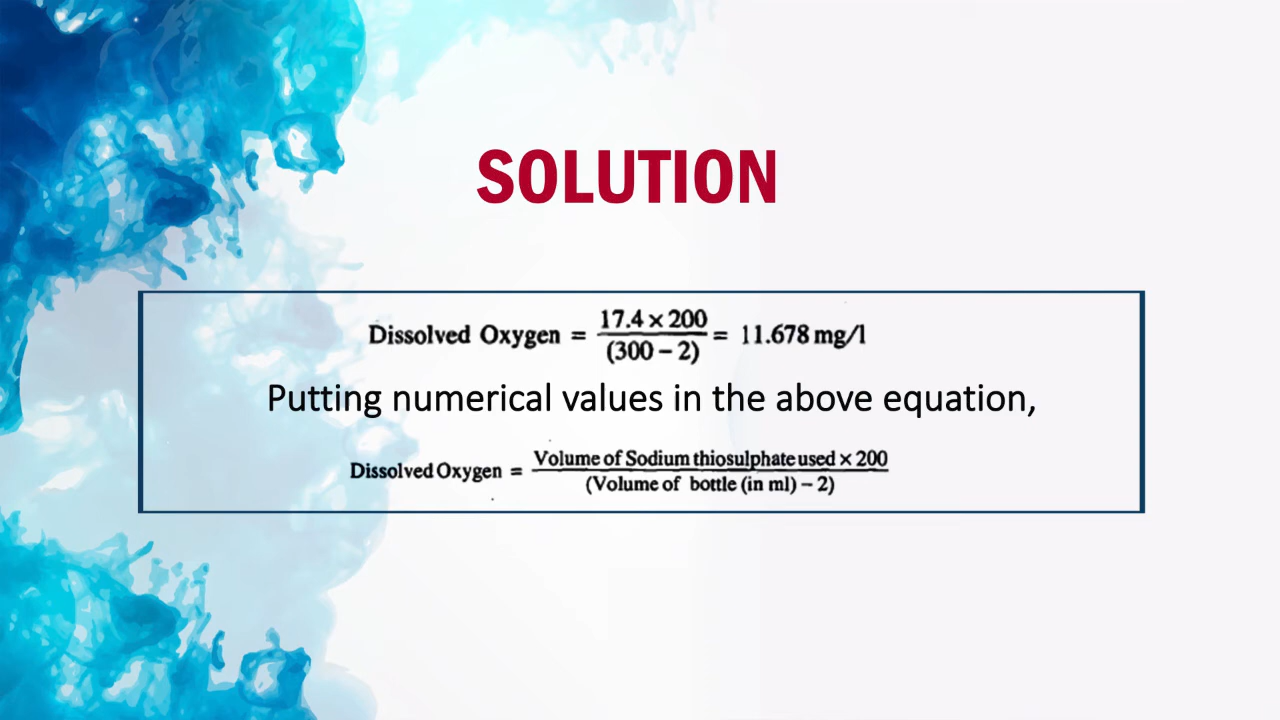 SOLUTION
Dissolved Oxygen = 17.4 × 200 / (300 – 2) = 11.678 mg/l
Putting numerical values in the above equation,
Dissolved Oxygen = Volume of Sodium thiosulphate used × 200 / (Volume of bottle (in ml) – 2)